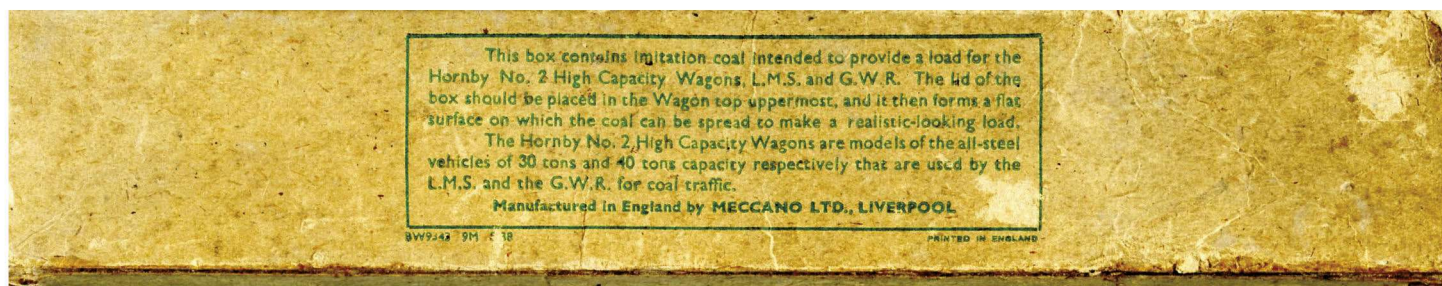 This box contains imitation coal intended to provide a load for the
Hornby No. 2 High Capacity Wagons, L.M.S. and G.W.R. The lid of the
box should be placed in the Wagon top uppermost, and it then forms a flat
surface on which the coal can be spread to make a realistic-looking load.
The Hornby No. 2 High Capacity Wagons are models of the all-steel
vehicles of 30 tons and 40 tons capacity respectively that are used by the
L.M.S. and the G.W.R. for coal traffic.
Manufactured in England by MECCANO LTD., LIVERPOOL
9M
PRINTED IN ENGLAND